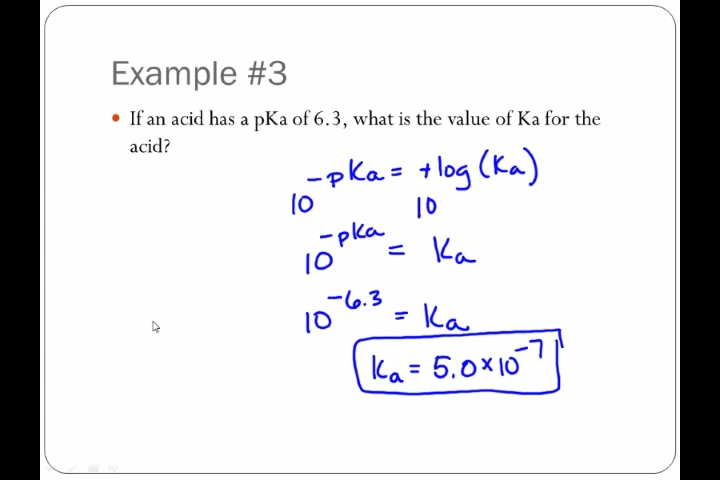 Example #3
• If an acid has a pKa of 6.3, what is the value of Ka for the
acid?
10^-pKa = 10^+log(Ka)
10^-pKa = Ka
10^-6.3 = Ka
Ka = 5.0 × 10^-7